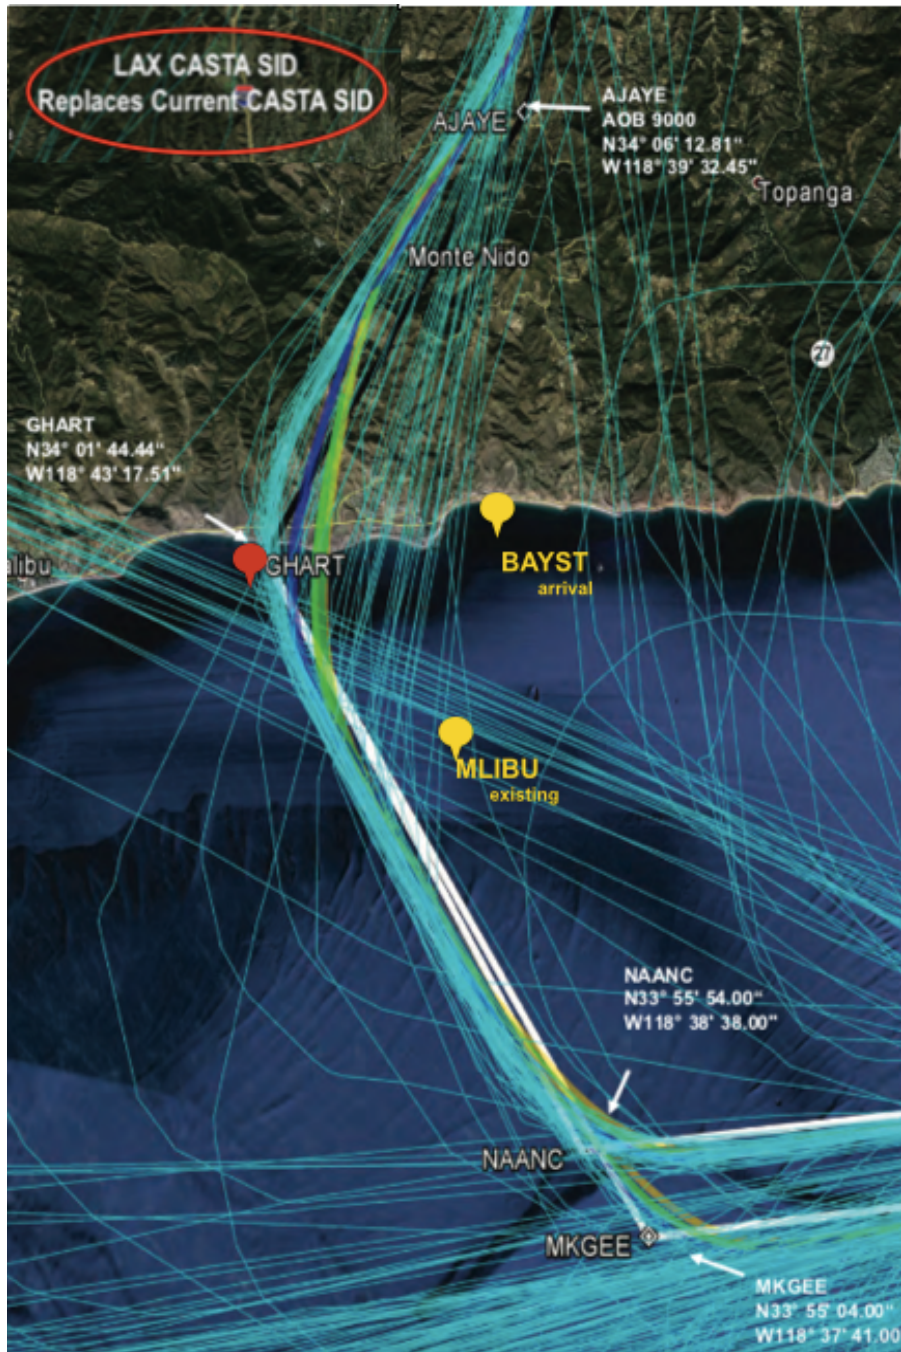 LAX CASTA SID
Replaces Current CASTA SID
AJAYE
AJAYE
AOB 9000
N34° 06' 12.81"
W118° 39' 32.45"
Topanga
Monte Nido
27
GHART
N34° 01' 44.44"
W118° 43' 17.51"
GHART
alibu
BAYST
arrival
MLIBU
existing
NAANC
N33° 55' 54.00"
W118° 38' 38.00"
NAANC
MKGEE
MKGEE
N33° 55' 04.00"
W118° 37' 41.00